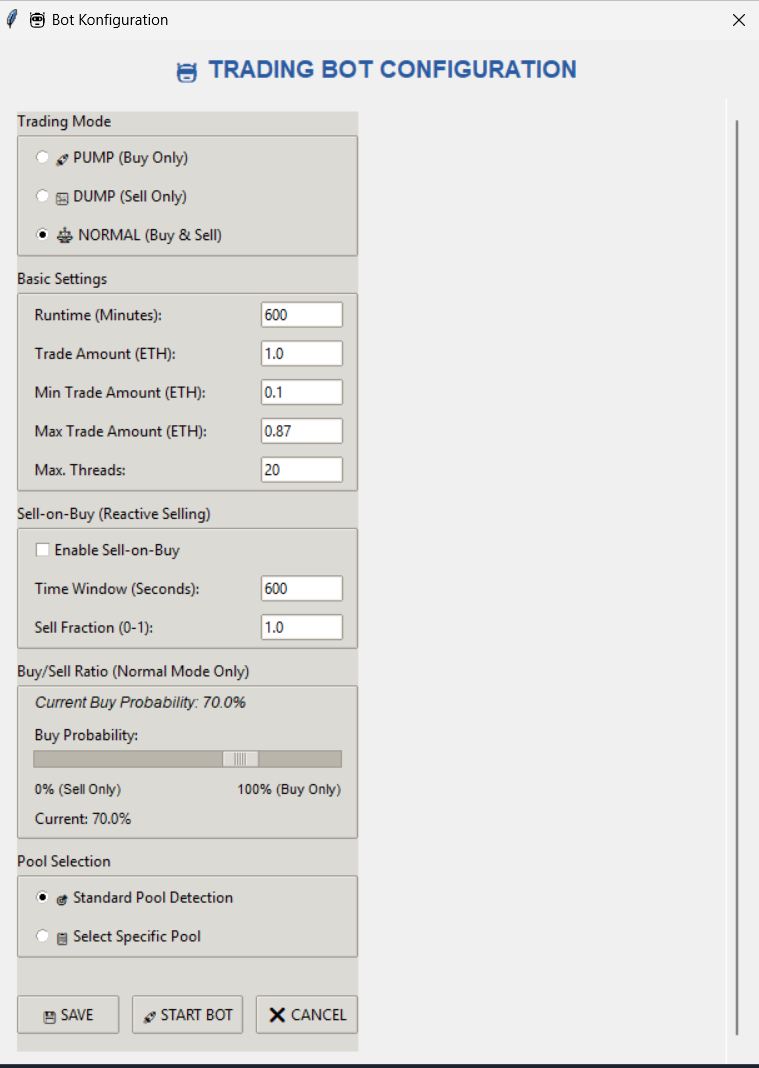 Bot Konfiguration
TRADING BOT CONFIGURATION
Trading Mode
PUMP (Buy Only)
DUMP (Sell Only)
NORMAL (Buy & Sell)
Basic Settings
Runtime (Minutes): 600
Trade Amount (ETH): 1.0
Min Trade Amount (ETH): 0.1
Max Trade Amount (ETH): 0.87
Max. Threads: 20
Sell-on-Buy (Reactive Selling)
Enable Sell-on-Buy
Time Window (Seconds): 600
Sell Fraction (0-1): 1.0
Buy/Sell Ratio (Normal Mode Only)
Current Buy Probability: 70.0%
Buy Probability:
0% (Sell Only) 100% (Buy Only)
Current: 70.0%
Pool Selection
Standard Pool Detection
Select Specific Pool
SAVE START BOT CANCEL